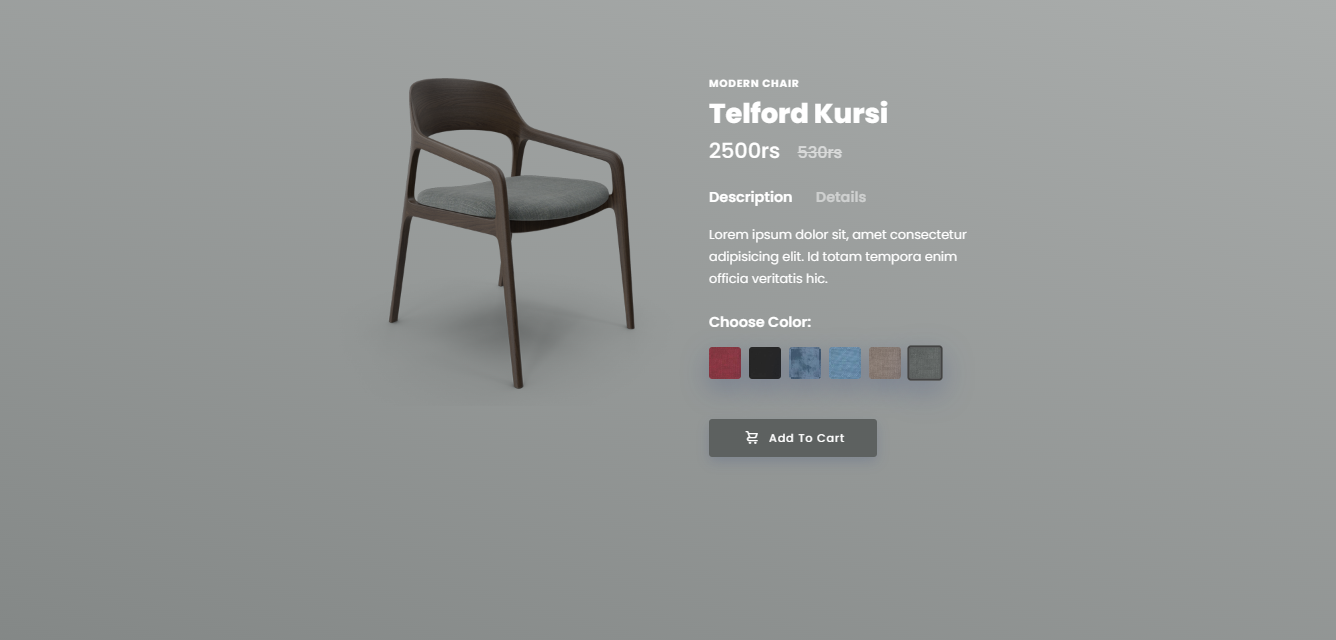 MODERN CHAIR
Telford Kursi
2500rs 530rs
Description Details
Lorem ipsum dolor sit, amet consectetur
adipisicing elit. Id totam tempora enim
officia veritatis hic.
Choose Color:
Add To Cart